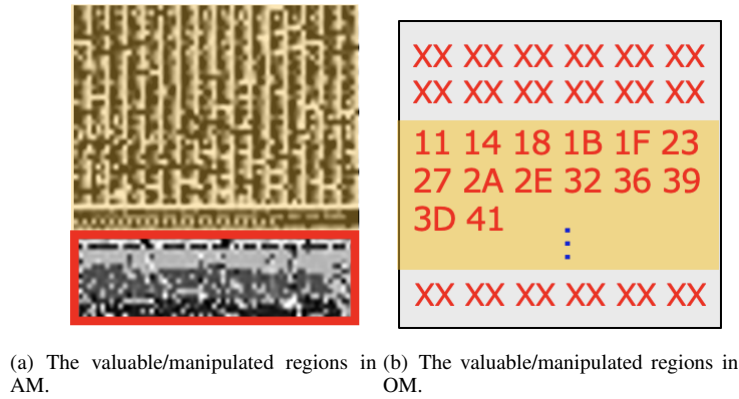 XX XX XX XX XX XX
XX XX XX XX XX XX
11 14 18 1B 1F 23
27 2A 2E 32 36 39
3D 41
⋮
XX XX XX XX XX XX
(a) The valuable/manipulated regions in
AM.
(b) The valuable/manipulated regions in
OM.